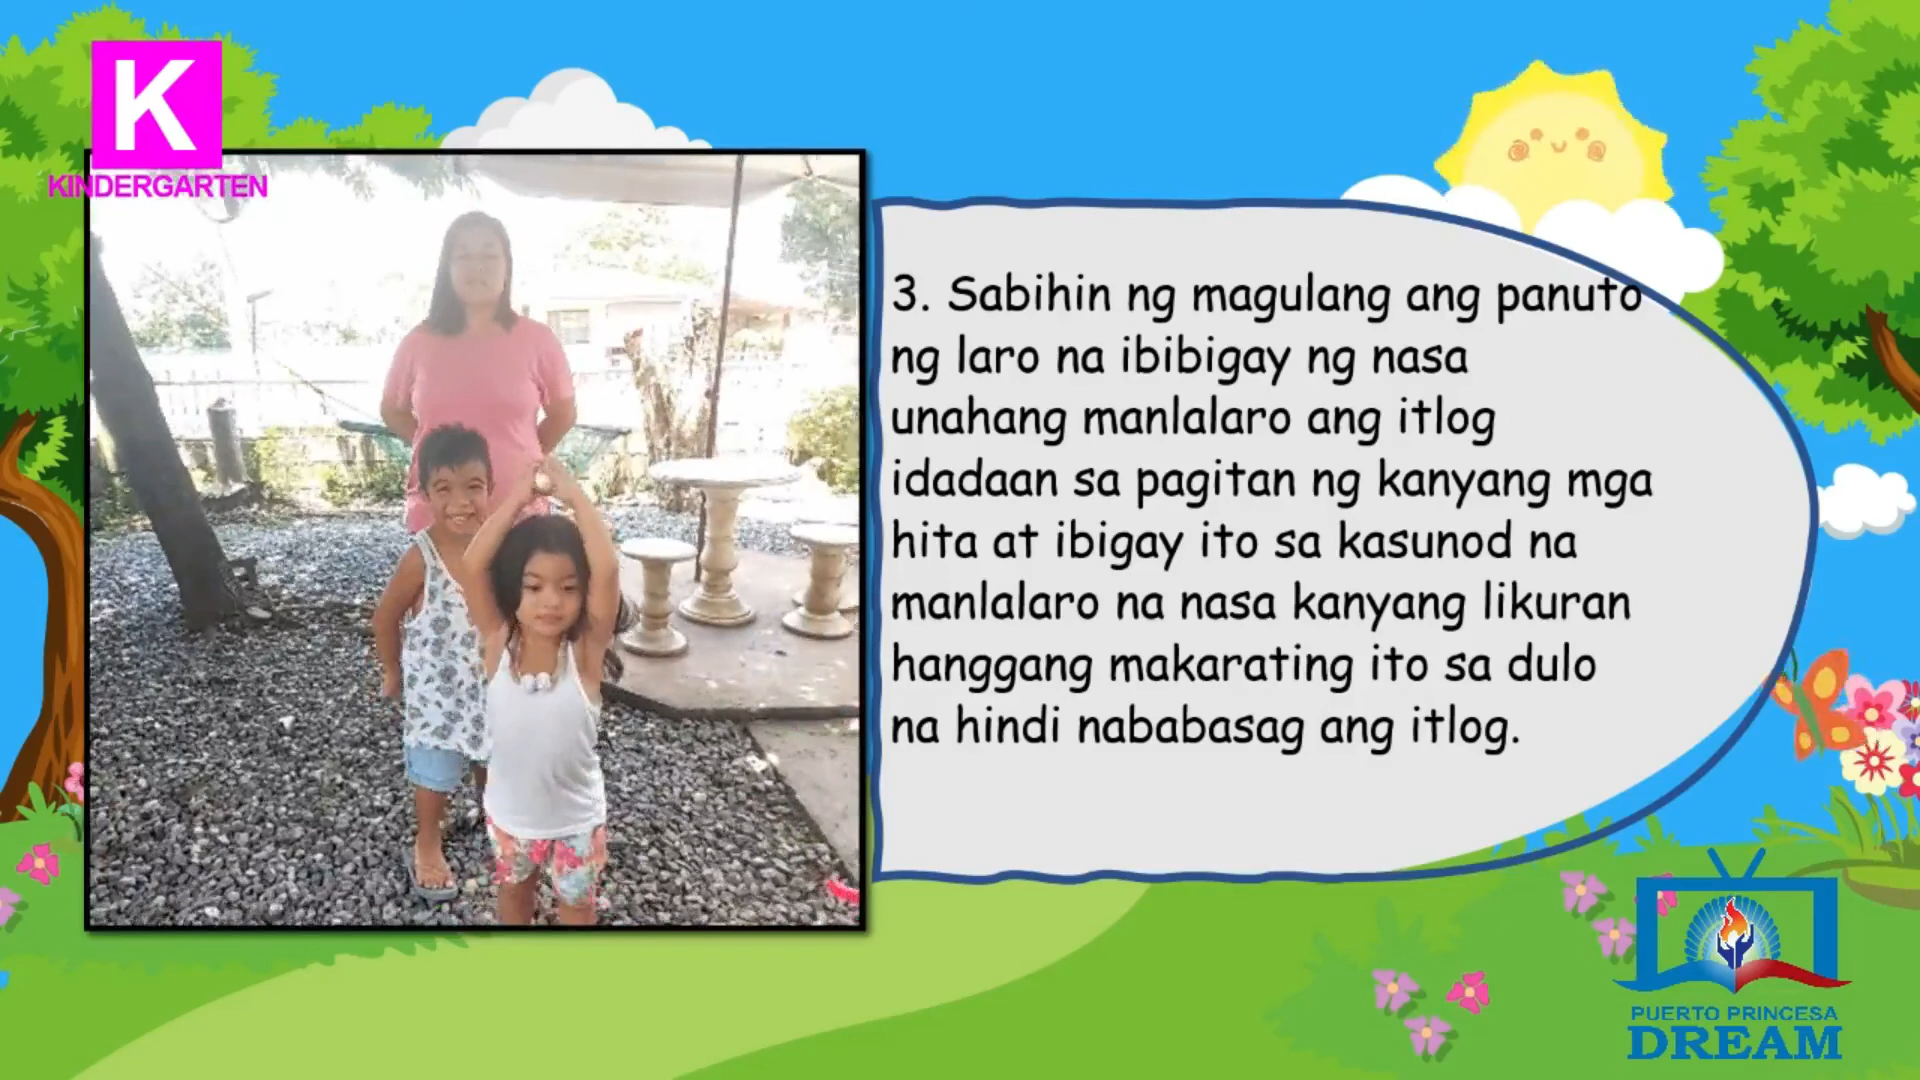 K
KINDERGARTEN
3. Sabihin ng magulang ang panuto
ng laro na ibibigay ng nasa
unahang manlalaro ang itlog
idadaan sa pagitan ng kanyang mga
hita at ibigay ito sa kasunod na
manlalaro na nasa kanyang likuran
hanggang makarating ito sa dulo
na hindi nababasag ang itlog.
PUERTO PRINCESA
DREAM